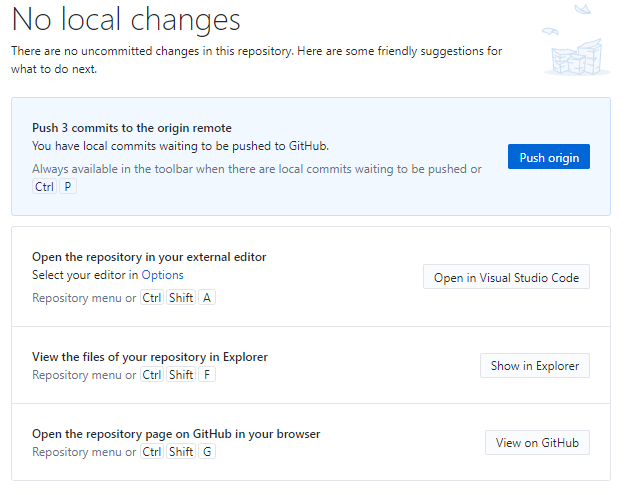 No local changes
There are no uncommitted changes in this repository. Here are some friendly suggestions for
what to do next.
Push 3 commits to the origin remote
You have local commits waiting to be pushed to GitHub.
Always available in the toolbar when there are local commits waiting to be pushed or
Ctrl P
Push origin
Open the repository in your external editor
Select your editor in Options
Repository menu or Ctrl Shift A
Open in Visual Studio Code
View the files of your repository in Explorer
Repository menu or Ctrl Shift F
Show in Explorer
Open the repository page on GitHub in your browser
Repository menu or Ctrl Shift G
View on GitHub